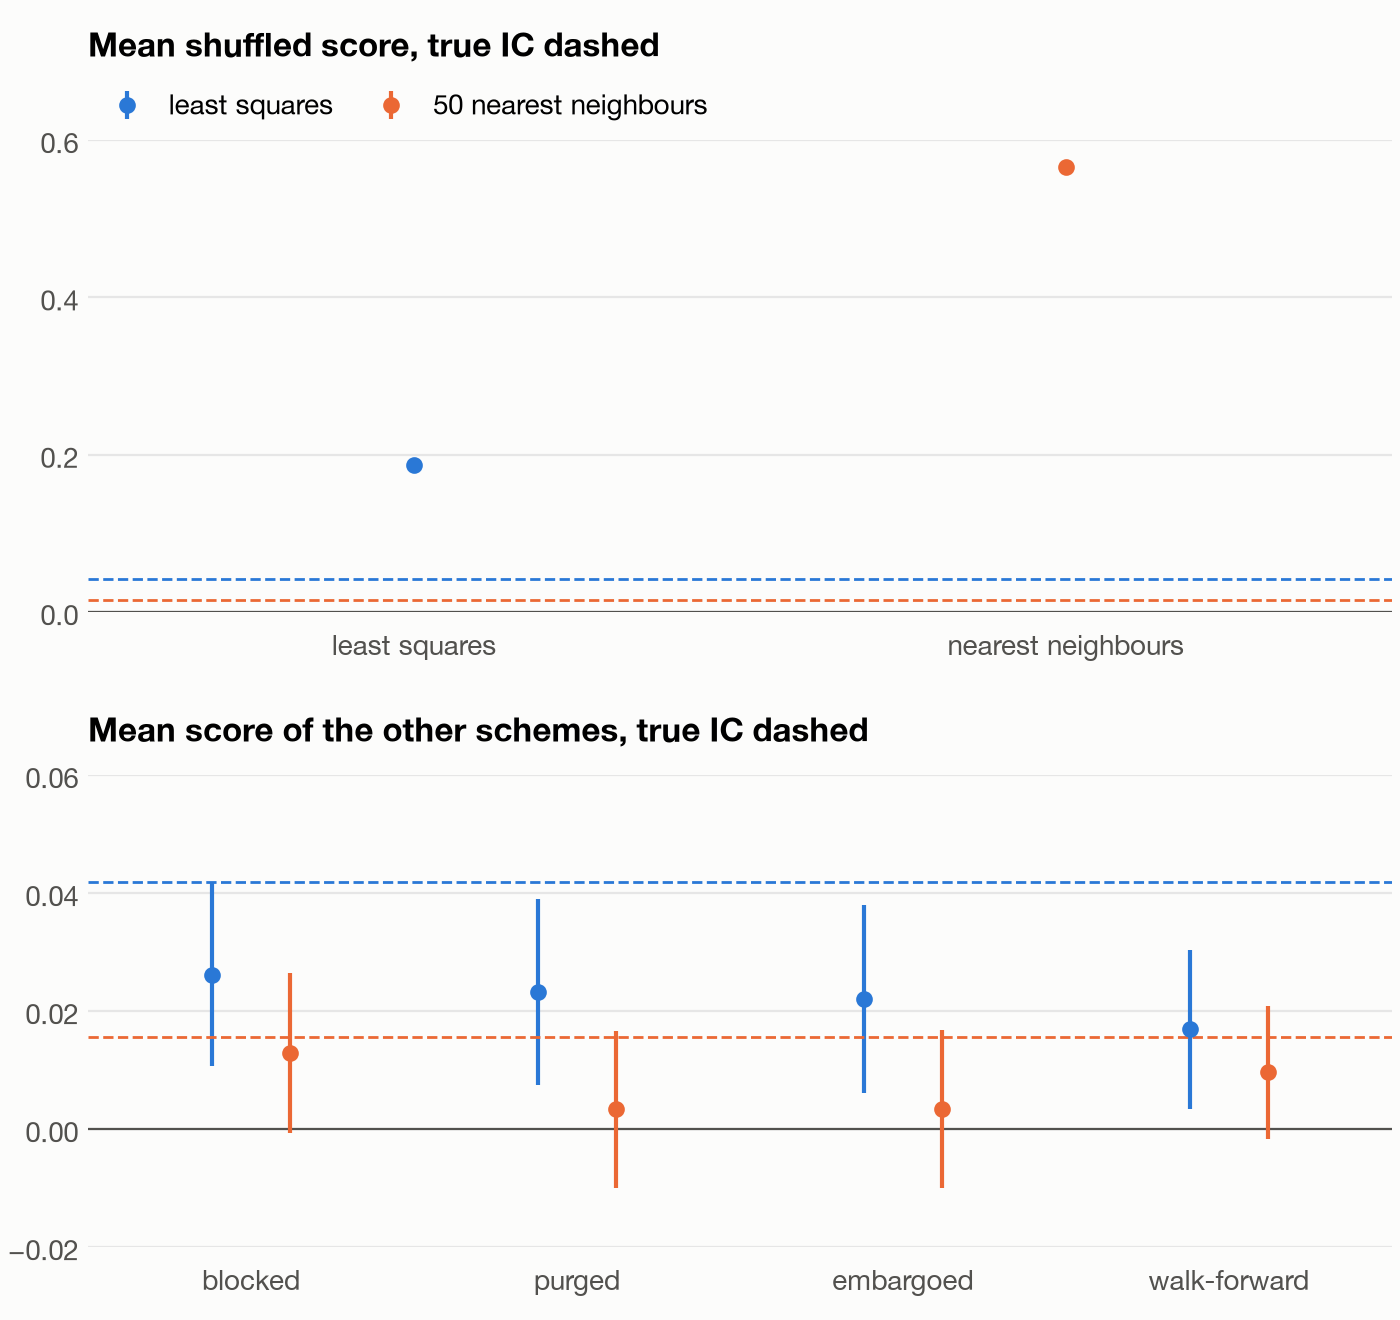 Mean shuffled score, true IC dashed
least squares 50 nearest neighbours
0.6
0.4
0.2
0.0
least squares nearest neighbours
Mean score of the other schemes, true IC dashed
0.06
0.04
0.02
0.00
−0.02
blocked purged embargoed walk-forward